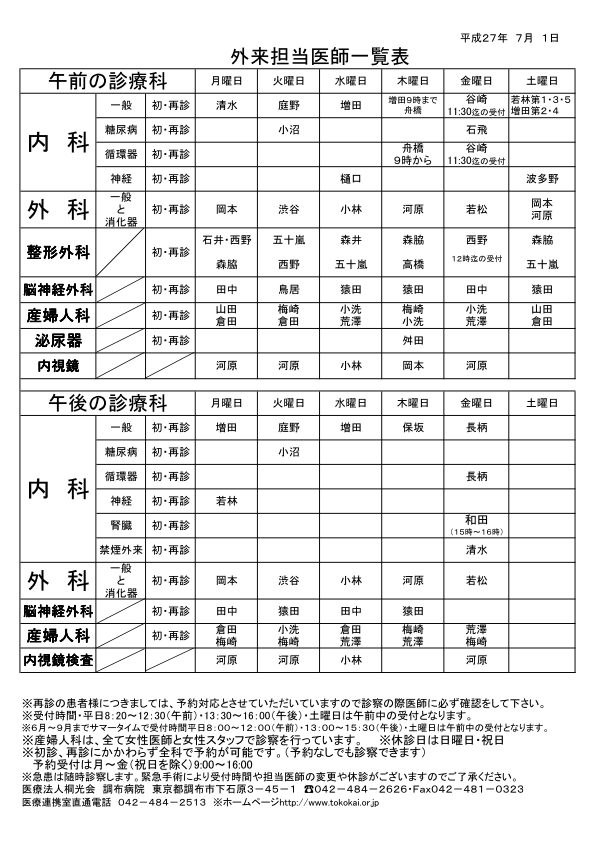 平成27年 7月 1日
外来担当医師一覧表
午前の診療科 月曜日 火曜日 水曜日 木曜日 金曜日 土曜日
内 科 一般 初・再診 清水 庭野 増田 増田9時まで 舟橋 谷崎 11:30迄の受付 若林第1・3・5 増田第2・4
糖尿病 初・再診 小沼 石飛
循環器 初・再診 舟橋 9時から 谷崎 11:30迄の受付
神経 初・再診 樋口 波多野
外 科 一般と消化器 初・再診 岡本 渋谷 小林 河原 若松 岡本 河原
整形外科 初・再診 石井・西野 森脇 五十嵐 西野 森井 五十嵐 森脇 高橋 西野 12時迄の受付 森脇 五十嵐
脳神経外科 初・再診 田中 鳥居 猿田 猿田 田中 猿田
産婦人科 初・再診 山田 倉田 梅崎 倉田 小洗 荒澤 梅崎 小洗 小洗 荒澤 山田 倉田
泌尿器 初・再診 舛田
内視鏡 河原 河原 小林 岡本 河原
午後の診療科 月曜日 火曜日 水曜日 木曜日 金曜日 土曜日
内 科 一般 初・再診 増田 庭野 増田 保坂 長柄
糖尿病 初・再診 小沼
循環器 初・再診 長柄
神経 初・再診 若林
腎臓 初・再診 和田 (15時～16時)
禁煙外来 初・再診 清水
外 科 一般と消化器 初・再診 岡本 渋谷 小林 河原 若松
脳神経外科 初・再診 田中 猿田 田中 猿田
産婦人科 初・再診 倉田 梅崎 小洗 梅崎 倉田 荒澤 梅崎 荒澤 荒澤 梅崎
内視鏡検査 河原 河原 小林 河原
※再診の患者様につきましては、予約対応とさせていただいていますので診察の際医師に必ず確認をして下さい。
※受付時間・平日8:20～12:30(午前)・13:30～16:00(午後)・土曜日は午前中の受付となります。
※6月～9月までサマータイムで受付時間平日8:00～12:00(午前)・13:00～15:30(午後)・土曜日は午前中の受付となります。
※産婦人科は、全て女性医師と女性スタッフで診察を行っています。 ※休診日は日曜日・祝日
※初診、再診にかかわらず全科で予約が可能です。(予約なしでも診察できます)
予約受付は月～金(祝日を除く)9:00～16:00
※急患は随時診察します。緊急手術により受付時間や担当医師の変更や休診がございますのでご了承ください。
医療法人桐光会 調布病院 東京都調布市下石原3－45－1 ☎042－484－2626・Fax042－481－0323
医療連携室直通電話 042－484－2513 ※ホームページhttp://www.tokokai.or.jp